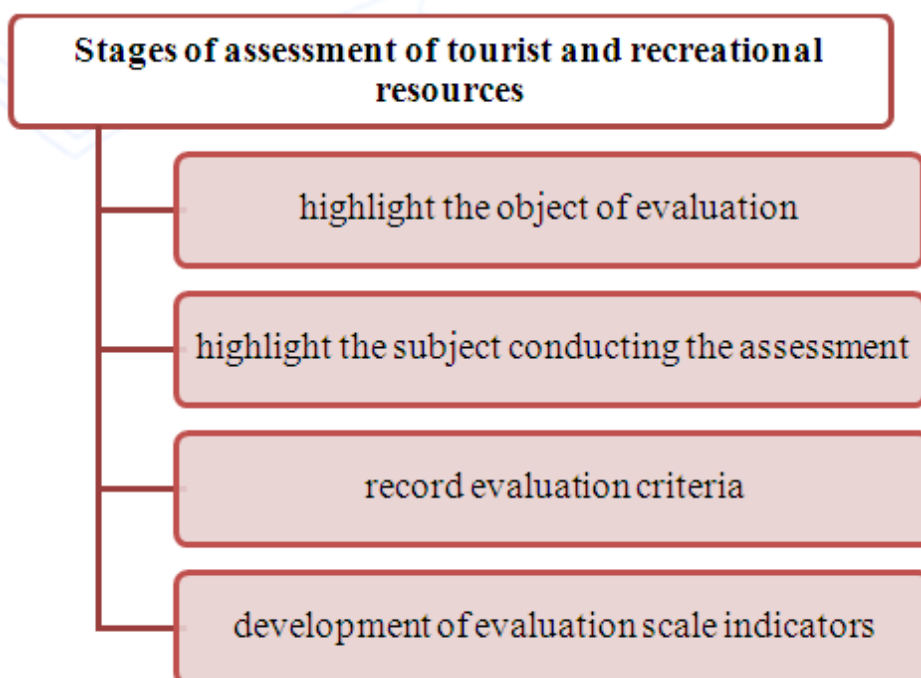 Stages of assessment of tourist and recreational
resources
highlight the object of evaluation
highlight the subject conducting the assessment
record evaluation criteria
development of evaluation scale indicators